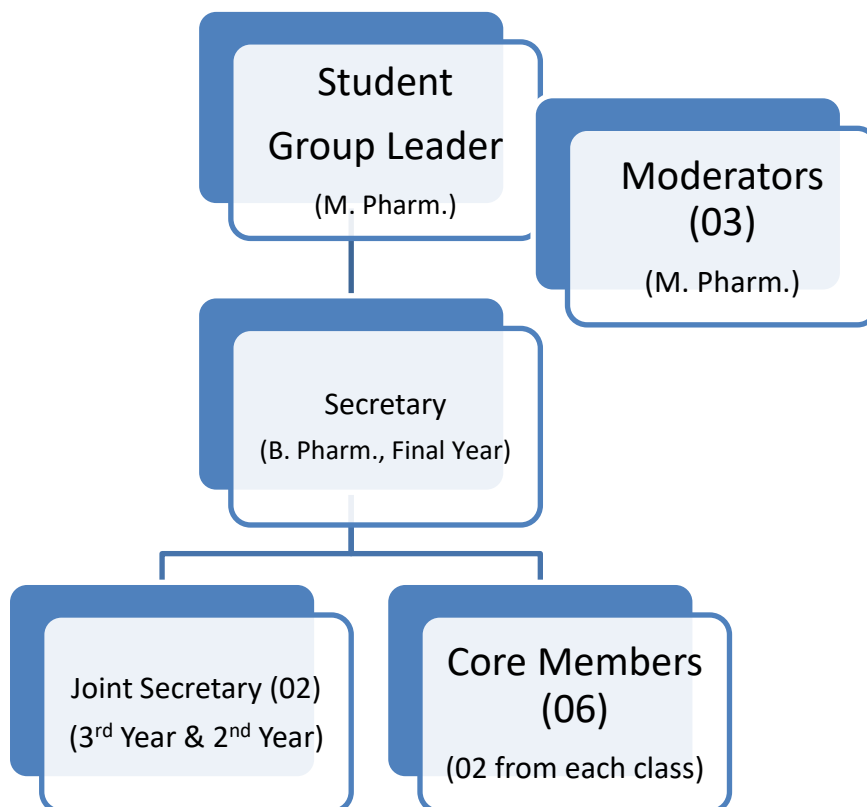 Student
Group Leader
(M. Pharm.)
Moderators
(03)
(M. Pharm.)
Secretary
(B. Pharm., Final Year)
Joint Secretary (02)
(3rd Year & 2nd Year)
Core Members
(06)
(02 from each class)